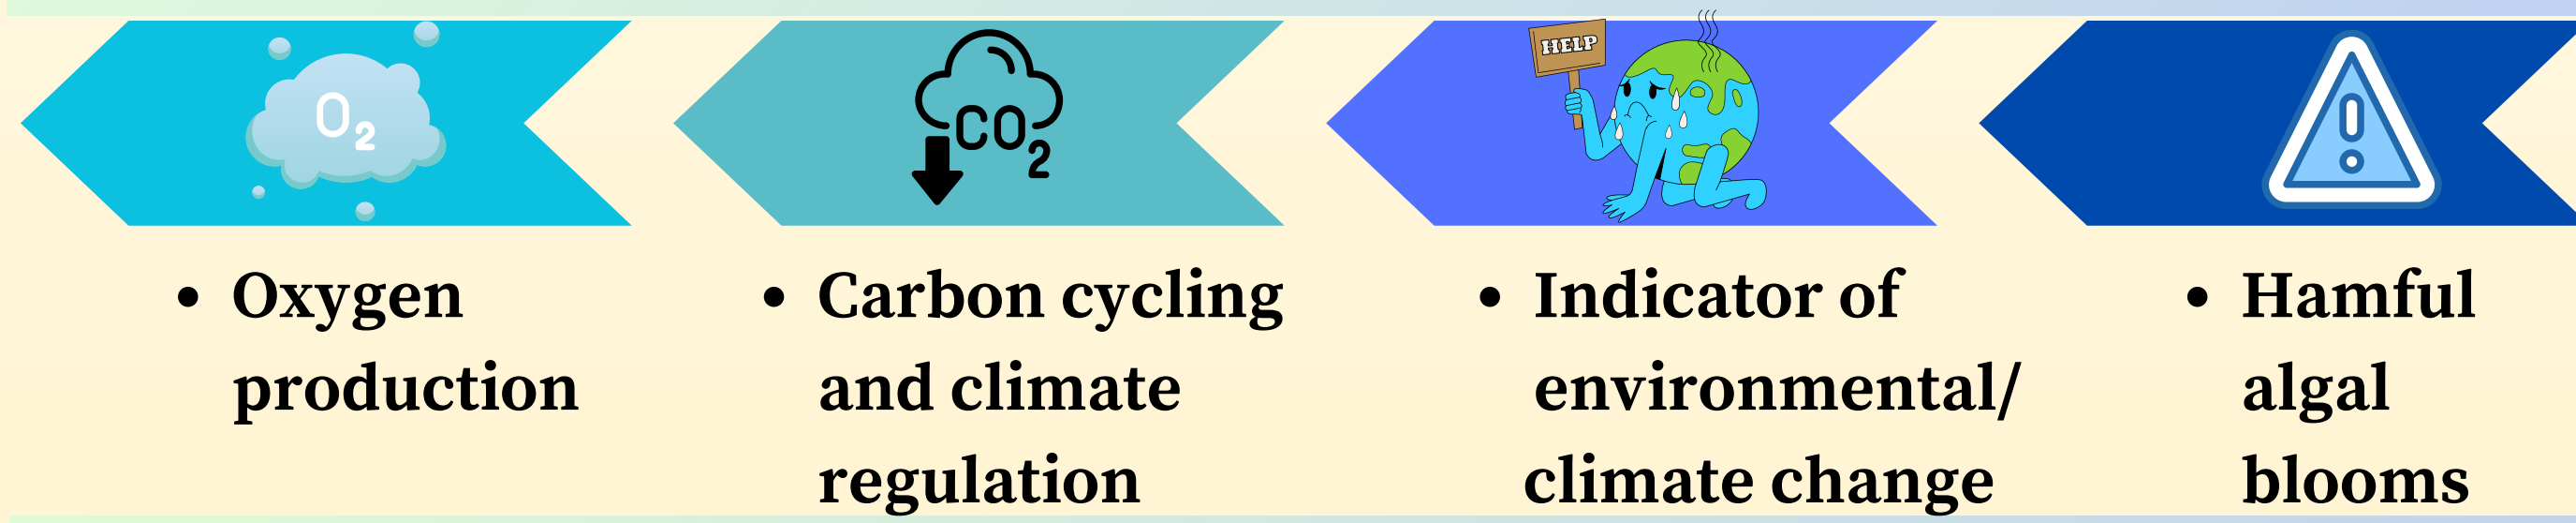 O₂
CO₂
HELP
• Oxygen
production
• Carbon cycling
and climate
regulation
• Indicator of
environmental/
climate change
• Hamful
algal
blooms